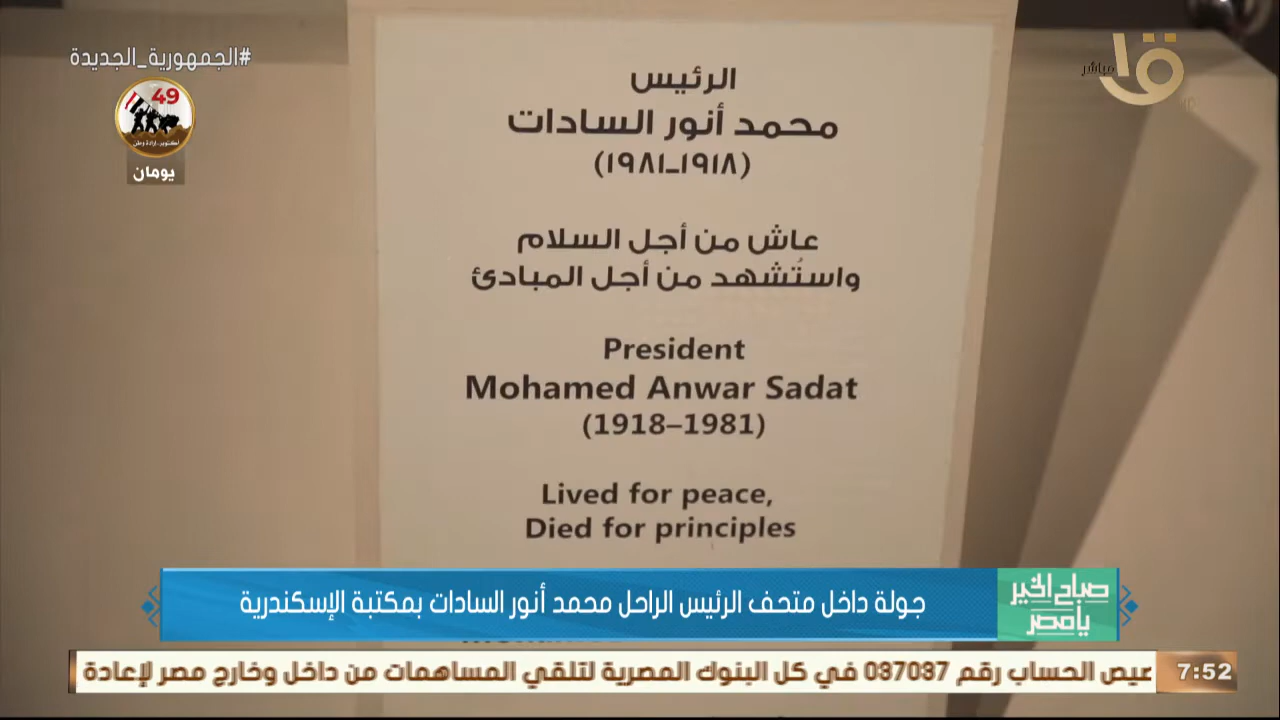 #الجمهورية_الجديدة
49
أكتوبر..إرادة وطن
يومان
مباشر
الرئيس
محمد أنور السادات
(١٩١٨–١٩٨١)
عاش من أجل السلام
واستُشهد من أجل المبادئ
President
Mohamed Anwar Sadat
(1918–1981)
Lived for peace,
Died for principles
صباح الخير
يا مصر
جولة داخل متحف الرئيس الراحل محمد أنور السادات بمكتبة الإسكندرية
7:52
الحساب رقم 037037 في كل البنوك المصرية لتلقي المساهمات من داخل وخارج مصر لإعادة